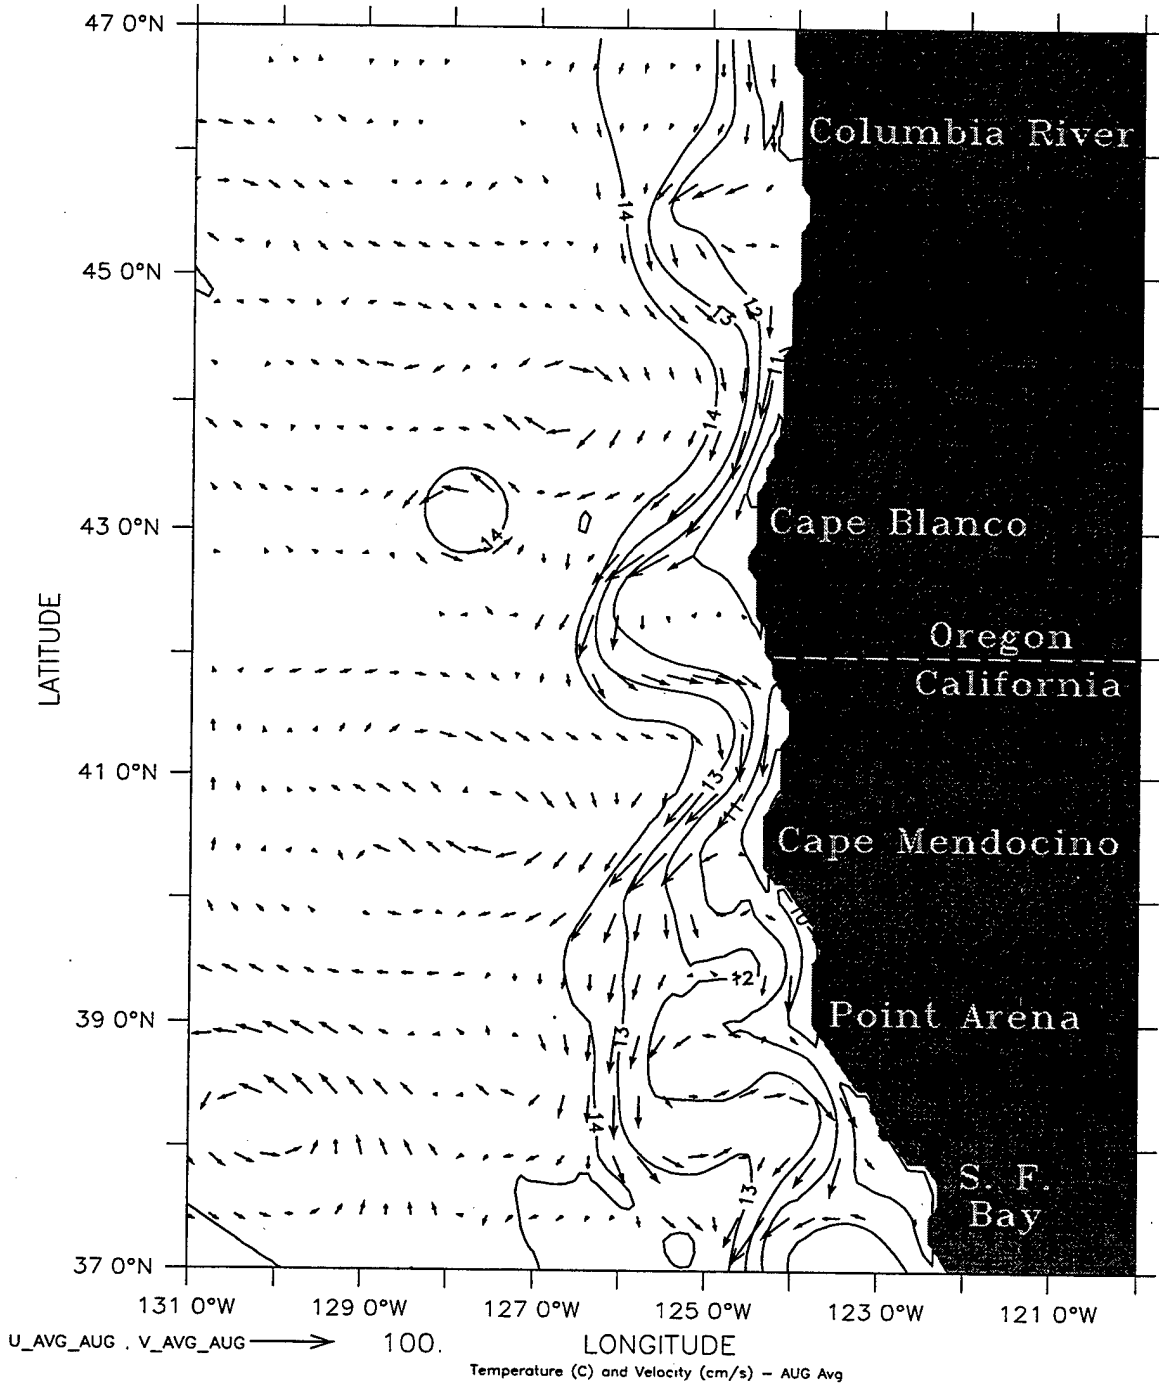 47 0°N
Columbia River
14
45 0°N
13
12
11
14
43 0°N
14
Cape Blanco
LATITUDE
Oregon
California
41 0°N
13
11
Cape Mendocino
10
12
39 0°N
13
Point Arena
14
13
S. F.
Bay
37 0°N
131 0°W 129 0°W 127 0°W 125 0°W 123 0°W 121 0°W
U_AVG_AUG , V_AVG_AUG 100. LONGITUDE
Temperature (C) and Velocity (cm/s) – AUG Avg